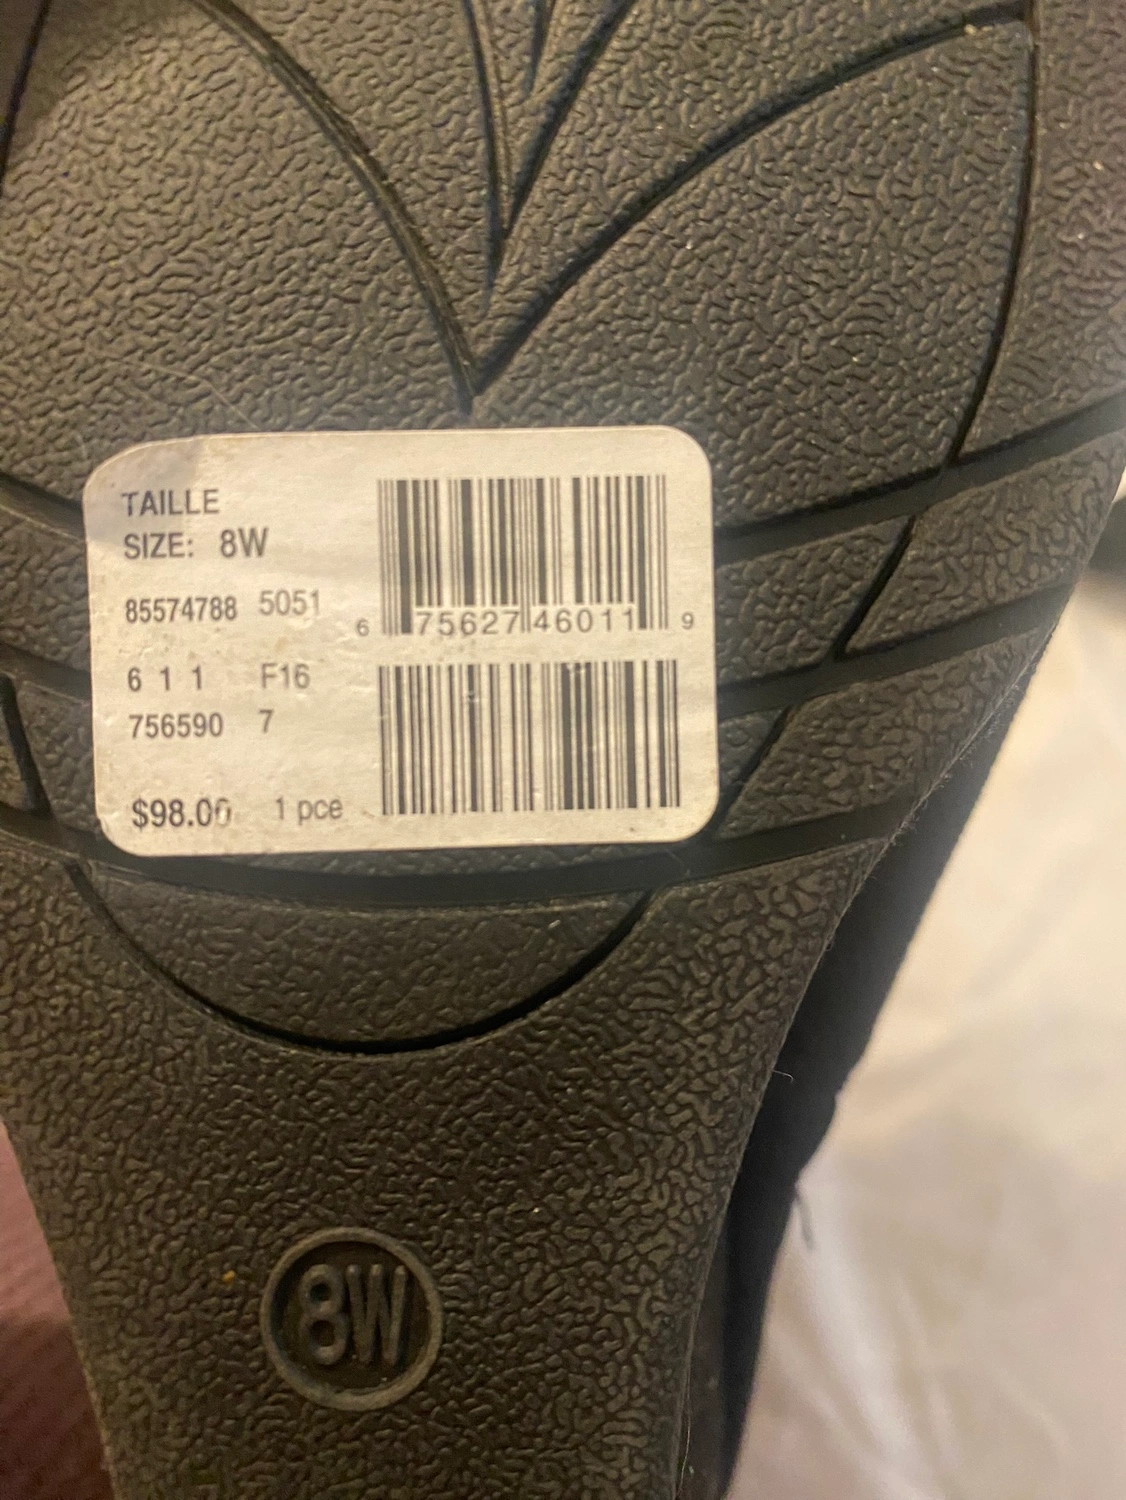 TAILLE
SIZE: 8W
85574788 5051
6 75627 46011 9
6 1 1 F16
756590 7
$98.00 1 pce
8W